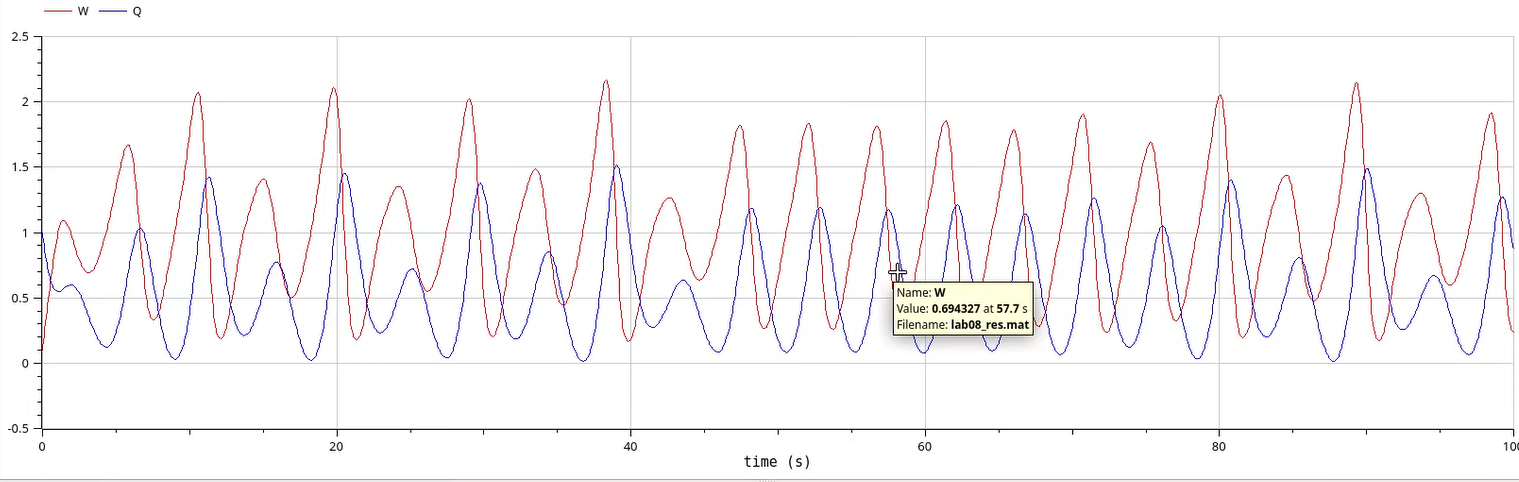 W Q
2.5
2
1.5
1
0.5
0
-0.5
0 20 40 60 80 100
time (s)
Name: W
Value: 0.694327 at 57.7 s
Filename: lab08_res.mat